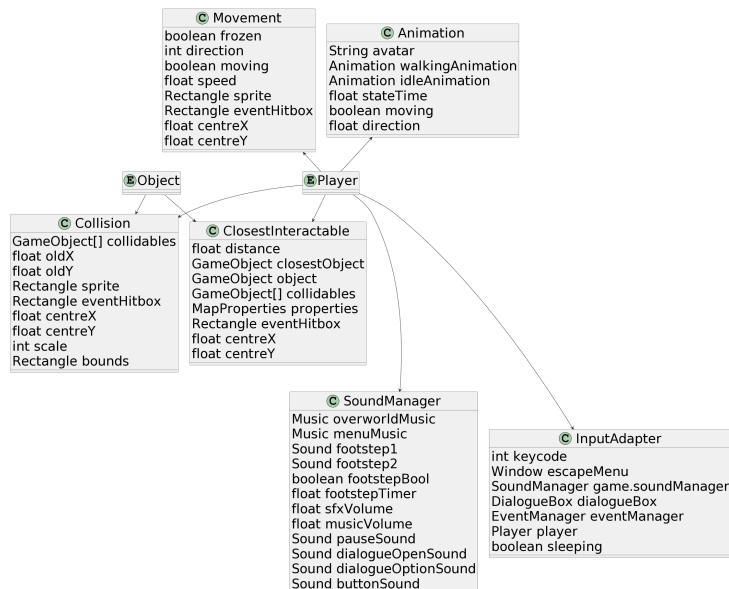 C Movement
boolean frozen
int direction
boolean moving
float speed
Rectangle sprite
Rectangle eventHitbox
float centreX
float centreY
C Animation
String avatar
Animation walkingAnimation
Animation idleAnimation
float stateTime
boolean moving
float direction
E Object
E Player
C Collision
GameObject[] collidables
float oldX
float oldY
Rectangle sprite
Rectangle eventHitbox
float centreX
float centreY
int scale
Rectangle bounds
C ClosestInteractable
float distance
GameObject closestObject
GameObject object
GameObject[] collidables
MapProperties properties
Rectangle eventHitbox
float centreX
float centreY
C SoundManager
Music overworldMusic
Music menuMusic
Sound footstep1
Sound footstep2
boolean footstepBool
float footstepTimer
float sfxVolume
float musicVolume
Sound pauseSound
Sound dialogueOpenSound
Sound dialogueOptionSound
Sound buttonSound
C InputAdapter
int keycode
Window escapeMenu
SoundManager game.soundManager
DialogueBox dialogueBox
EventManager eventManager
Player player
boolean sleeping